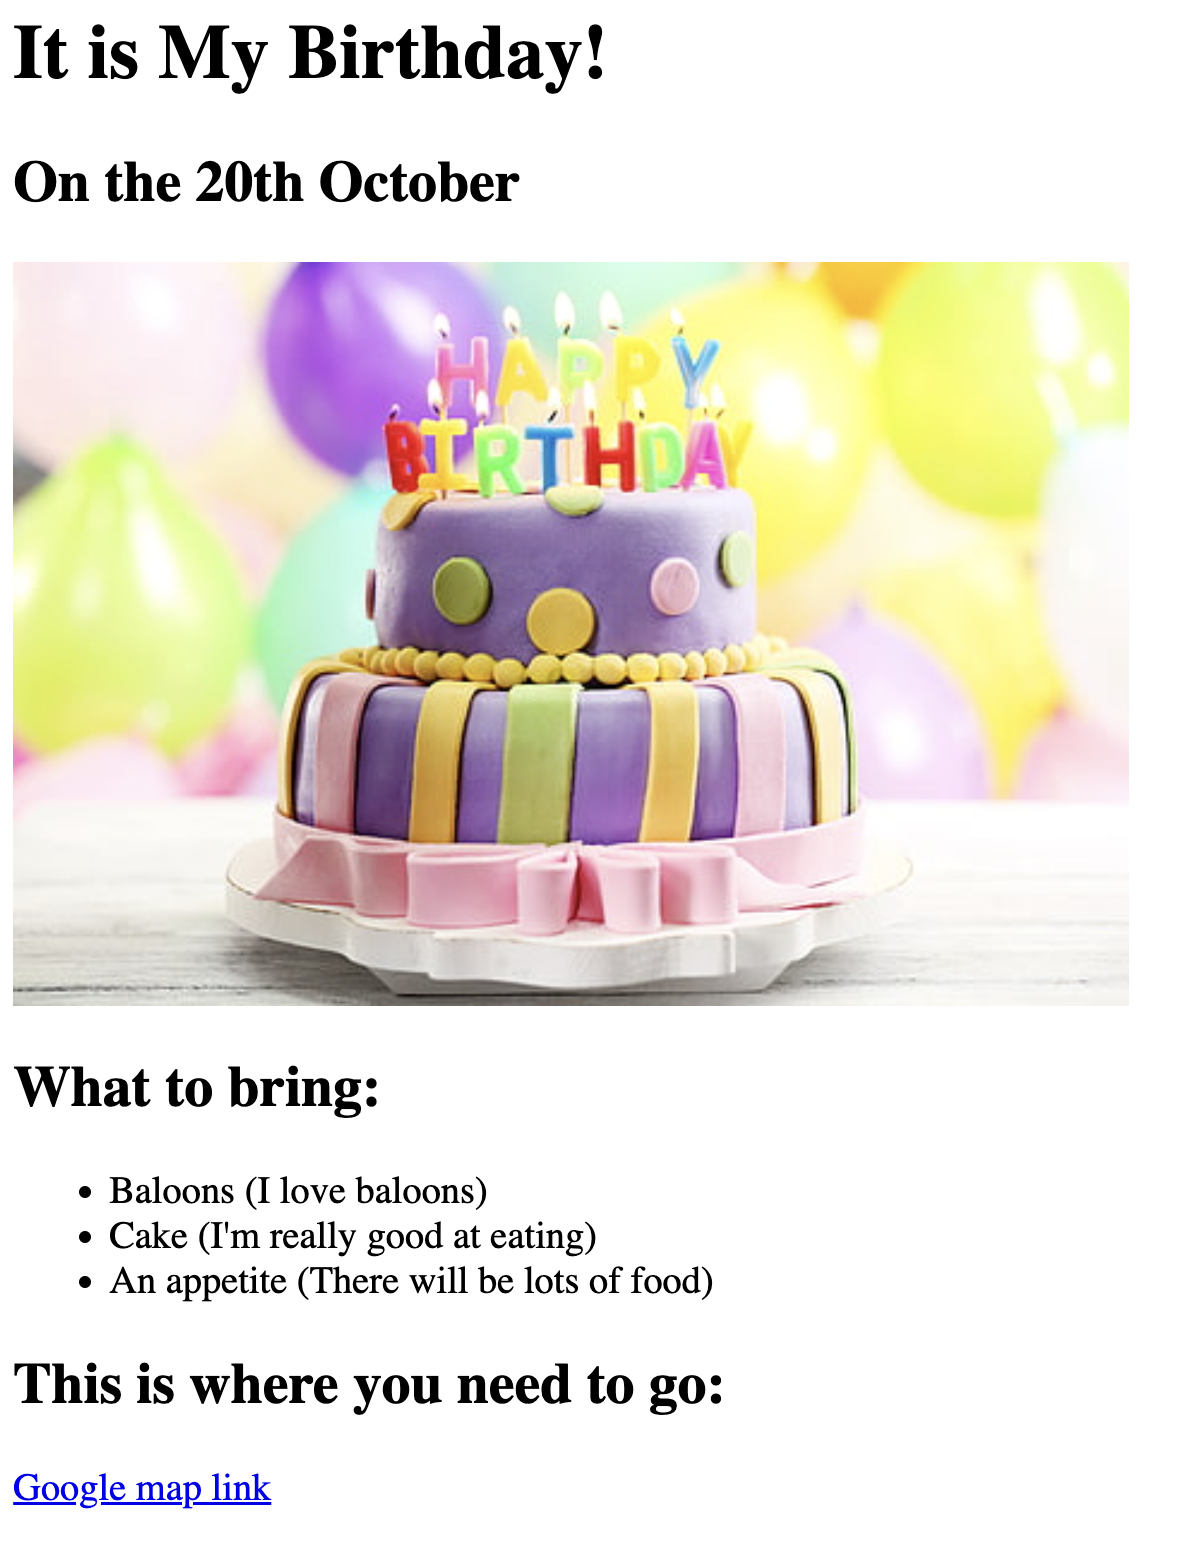 It is My Birthday!
On the 20th October
HAPPY
BIRTHDAY
What to bring:
Baloons (I love baloons)
Cake (I'm really good at eating)
An appetite (There will be lots of food)
This is where you need to go:
Google map link